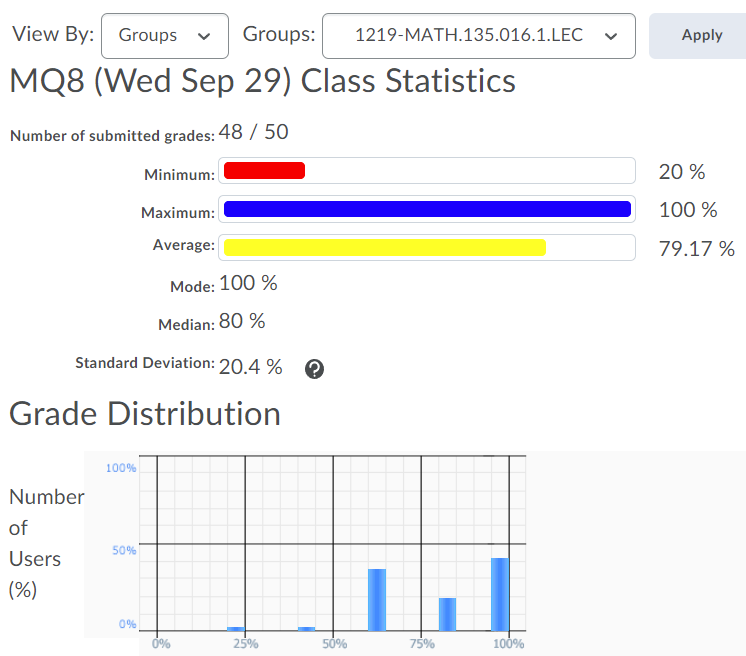 View By: Groups Groups: 1219-MATH.135.016.1.LEC Apply
MQ8 (Wed Sep 29) Class Statistics
Number of submitted grades: 48 / 50
Minimum: 20 %
Maximum: 100 %
Average: 79.17 %
Mode: 100 %
Median: 80 %
Standard Deviation: 20.4 % ?
Grade Distribution
Number
of
Users
(%)
100%
50%
0%
0% 25% 50% 75% 100%